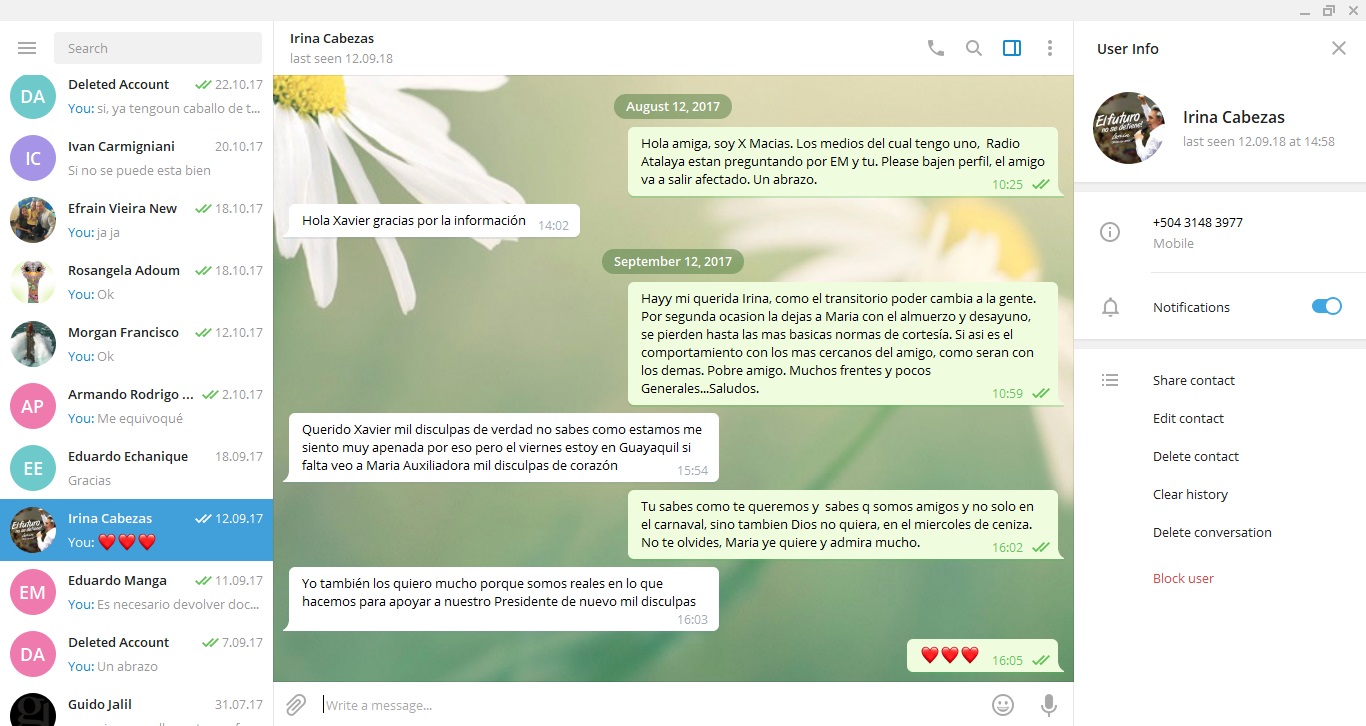 Search
Deleted Account 22.10.17
You: si, ya tengoun caballo de t...
IC
Ivan Carmigniani 20.10.17
Si no se puede esta bien
Efrain Vieira New 18.10.17
You: ja ja
Rosangela Adoum 18.10.17
You: Ok
Morgan Francisco 12.10.17
You: Ok
AP
Armando Rodrigo ... 2.10.17
You: Me equivoqué
EE
Eduardo Echanique 18.09.17
Gracias
Irina Cabezas 12.09.17
You: ❤️❤️❤️
EM
Eduardo Manga 11.09.17
You: Es necesario devolver doc...
DA
Deleted Account 7.09.17
You: Un abrazo
Guido Jalil 31.07.17
DA
Irina Cabezas
last seen 12.09.18
August 12, 2017
Hola amiga, soy X Macias. Los medios del cual tengo uno, Radio
Atalaya estan preguntando por EM y tu. Please bajen perfil, el amigo
va a salir afectado. Un abrazo.
10:25
Hola Xavier gracias por la información 14:02
September 12, 2017
Hayy mi querida Irina, como el transitorio poder cambia a la gente.
Por segunda ocasion la dejas a Maria con el almuerzo y desayuno,
se pierden hasta las mas basicas normas de cortesía. Si asi es el
comportamiento con los mas cercanos del amigo, como seran con
los demas. Pobre amigo. Muchos frentes y pocos
Generales...Saludos.
10:59
Querido Xavier mil disculpas de verdad no sabes como estamos me
siento muy apenada por eso pero el viernes estoy en Guayaquil si
falta veo a Maria Auxiliadora mil disculpas de corazón
15:54
Tu sabes como te queremos y sabes q somos amigos y no solo en
el carnaval, sino tambien Dios no quiera, en el miercoles de ceniza.
No te olvides, Maria ye quiere y admira mucho.
16:02
Yo también los quiero mucho porque somos reales en lo que
hacemos para apoyar a nuestro Presidente de nuevo mil disculpas
16:03
❤️❤️❤️ 16:05
Write a message...
User Info
El futuro
no se detiene!
Irina Cabezas
last seen 12.09.18 at 14:58
+504 3148 3977
Mobile
Notifications
Share contact
Edit contact
Delete contact
Clear history
Delete conversation
Block user